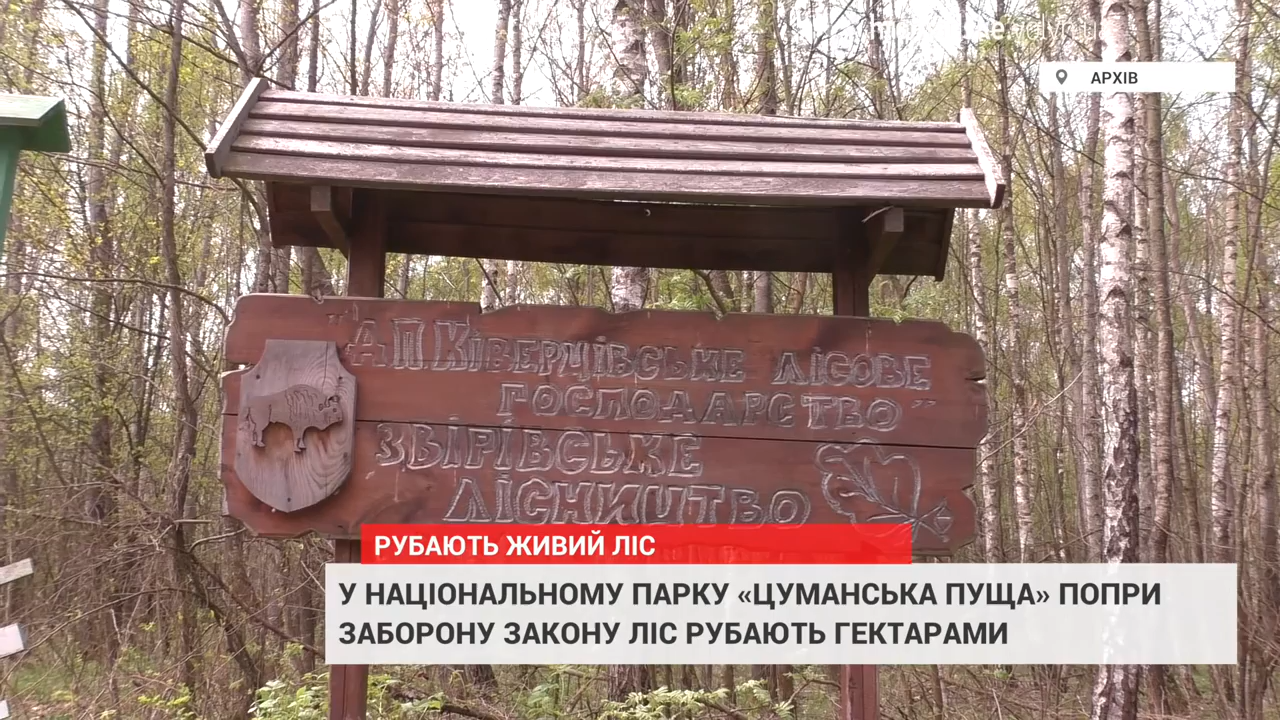 АРХІВ
"Д.П. КІВЕРЦІВСЬКЕ ЛІСОВЕ
ГОСПОДАРСТВО"
ЗВІРІВСЬКЕ
ЛІСНИЦТВО
РУБАЮТЬ ЖИВИЙ ЛІС
У НАЦІОНАЛЬНОМУ ПАРКУ «ЦУМАНСЬКА ПУЩА» ПОПРИ
ЗАБОРОНУ ЗАКОНУ ЛІС РУБАЮТЬ ГЕКТАРАМИ